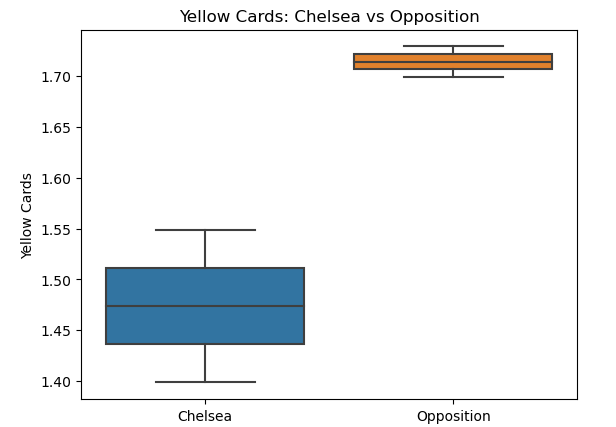 Yellow Cards: Chelsea vs Opposition
Yellow Cards
1.70
1.65
1.60
1.55
1.50
1.45
1.40
Chelsea
Opposition